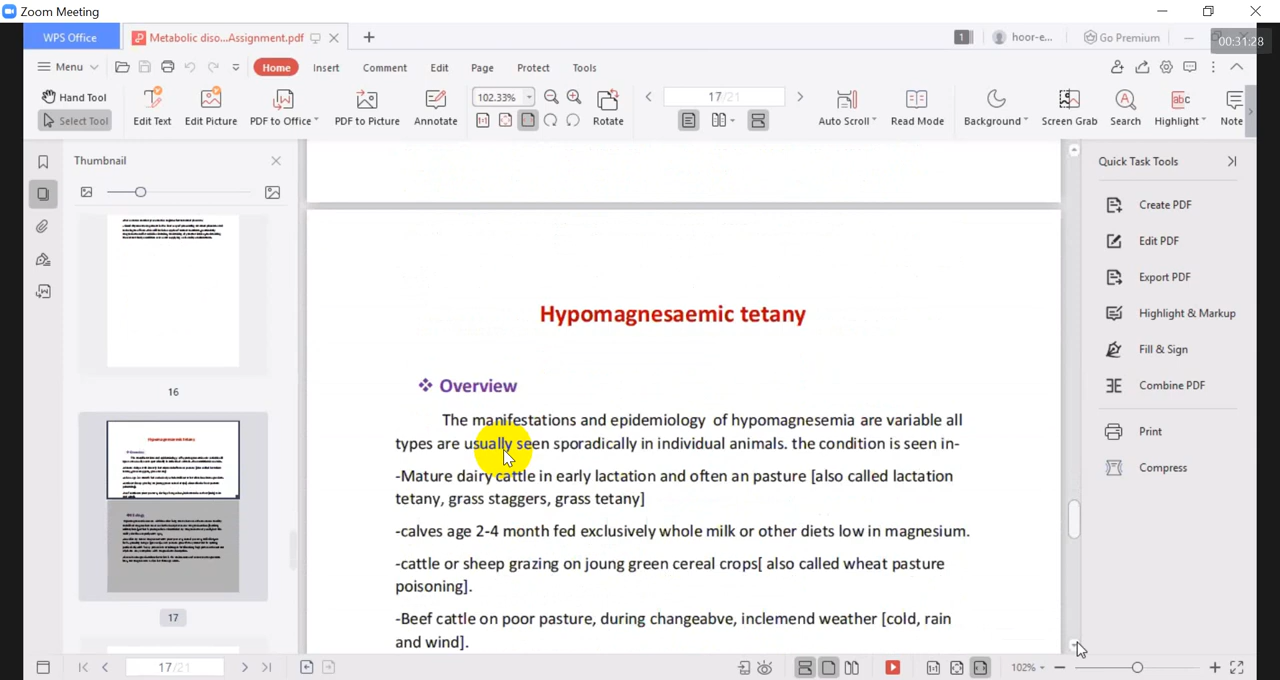 Zoom Meeting
WPS Office
Metabolic diso...Assignment.pdf
1
hoor-e...
Go Premium
00:31:28
Menu
Home
Insert
Comment
Edit
Page
Protect
Tools
Hand Tool
Select Tool
Edit Text
Edit Picture
PDF to Office
PDF to Picture
Annotate
102.33%
Rotate
17/21
Auto Scroll
Read Mode
Background
Screen Grab
Search
Highlight
Note
Thumbnail
16
17
Hypomagnesaemic tetany
❖ Overview
The manifestations and epidemiology of hypomagnesemia are variable all
types are usually seen sporadically in individual animals. the condition is seen in-
-Mature dairy cattle in early lactation and often an pasture [also called lactation
tetany, grass staggers, grass tetany]
-calves age 2-4 month fed exclusively whole milk or other diets low in magnesium.
-cattle or sheep grazing on joung green cereal crops[ also called wheat pasture
poisoning].
-Beef cattle on poor pasture, during changeabve, inclemend weather [cold, rain
and wind].
Quick Task Tools
Create PDF
Edit PDF
Export PDF
Highlight & Markup
Fill & Sign
Combine PDF
Print
Compress
17/21
102%